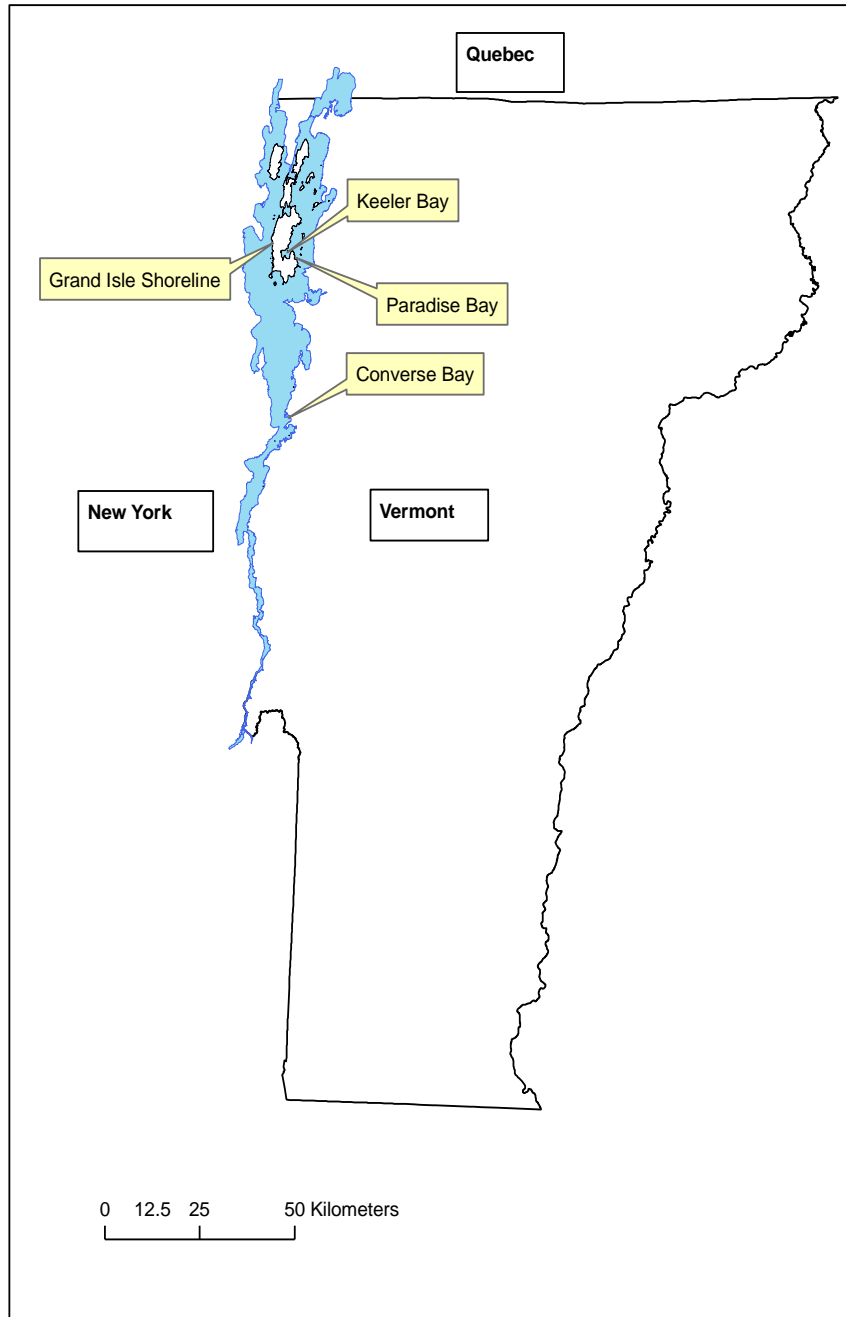 Quebec
Keeler Bay
Grand Isle Shoreline
Paradise Bay
Converse Bay
New York
Vermont
0 12.5 25 50 Kilometers